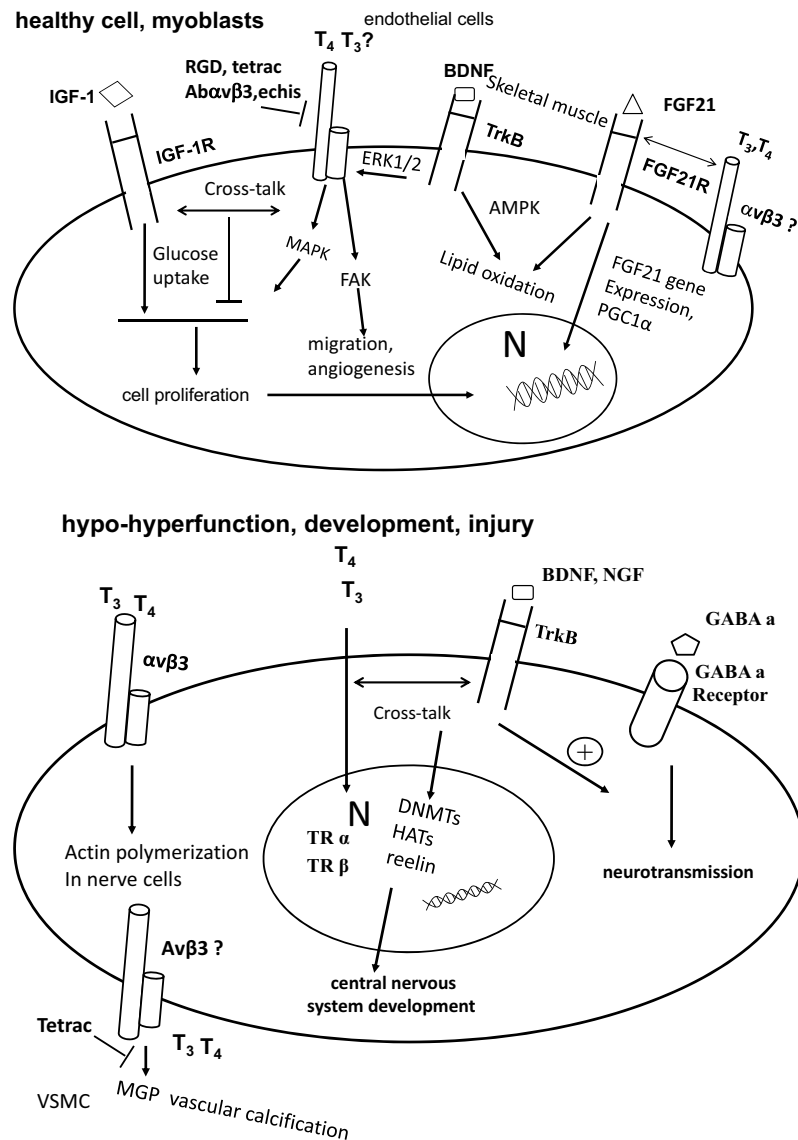 healthy cell, myoblasts
endothelial cells
T4 T3?
RGD, tetrac
Abαvβ3,echis
IGF-1
IGF-1R
BDNF
Skeletal muscle
TrkB
FGF21
FGF21R
T3,T4
αvβ3 ?
ERK1/2
Cross-talk
Glucose
uptake
MAPK
FAK
AMPK
Lipid oxidation
FGF21 gene
Expression,
PGC1α
migration,
angiogenesis
cell proliferation
N
hypo-hyperfunction, development, injury
T4
T3
BDNF, NGF
TrkB
GABA a
GABA a
Receptor
T3 T4
αvβ3
Cross-talk
+
N
TR α
TR β
DNMTs
HATs
reelin
Actin polymerization
In nerve cells
neurotransmission
central nervous
system development
Avβ3 ?
Tetrac
T3 T4
VSMC
MGP vascular calcification